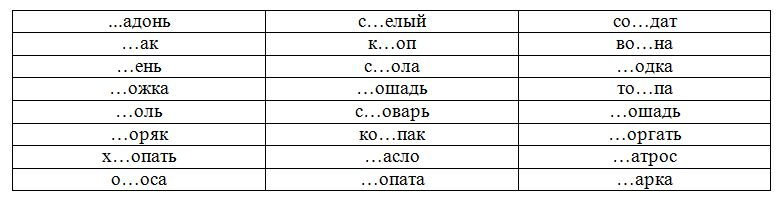 ...адонь с…елый со…дат
…ак к…оп во…на
…ень с…ола …одка
…ожка …ошадь то…па
…оль с…оварь …ошадь
…оряк ко…пак …оргать
х…опать …асло …атрос
о…оса …опата …арка